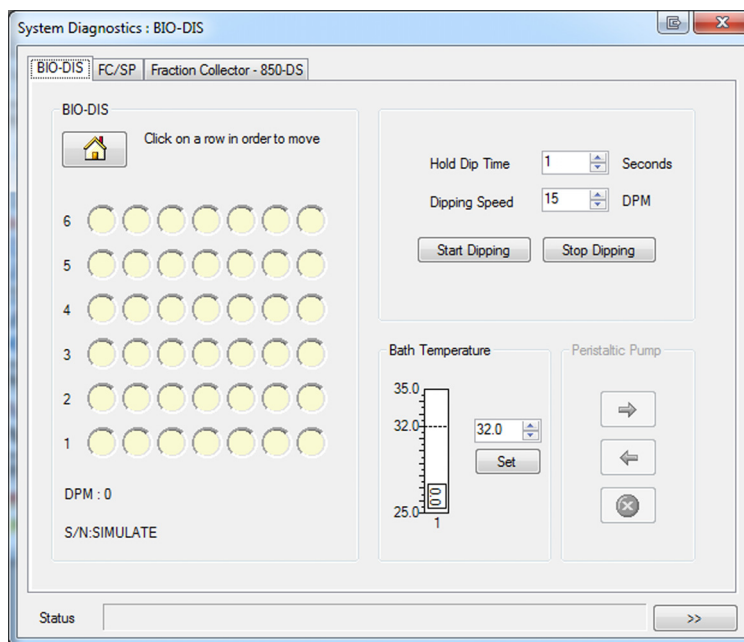 System Diagnostics : BIO-DIS
BIO-DIS
FC/SP
Fraction Collector - 850-DS
BIO-DIS
Click on a row in order to move
6
5
4
3
2
1
DPM : 0
S/N:SIMULATE
Hold Dip Time 1 Seconds
Dipping Speed 15 DPM
Start Dipping
Stop Dipping
Bath Temperature
35.0
32.0
25.0
0.0
1
32.0
Set
Peristaltic Pump
Status
>>